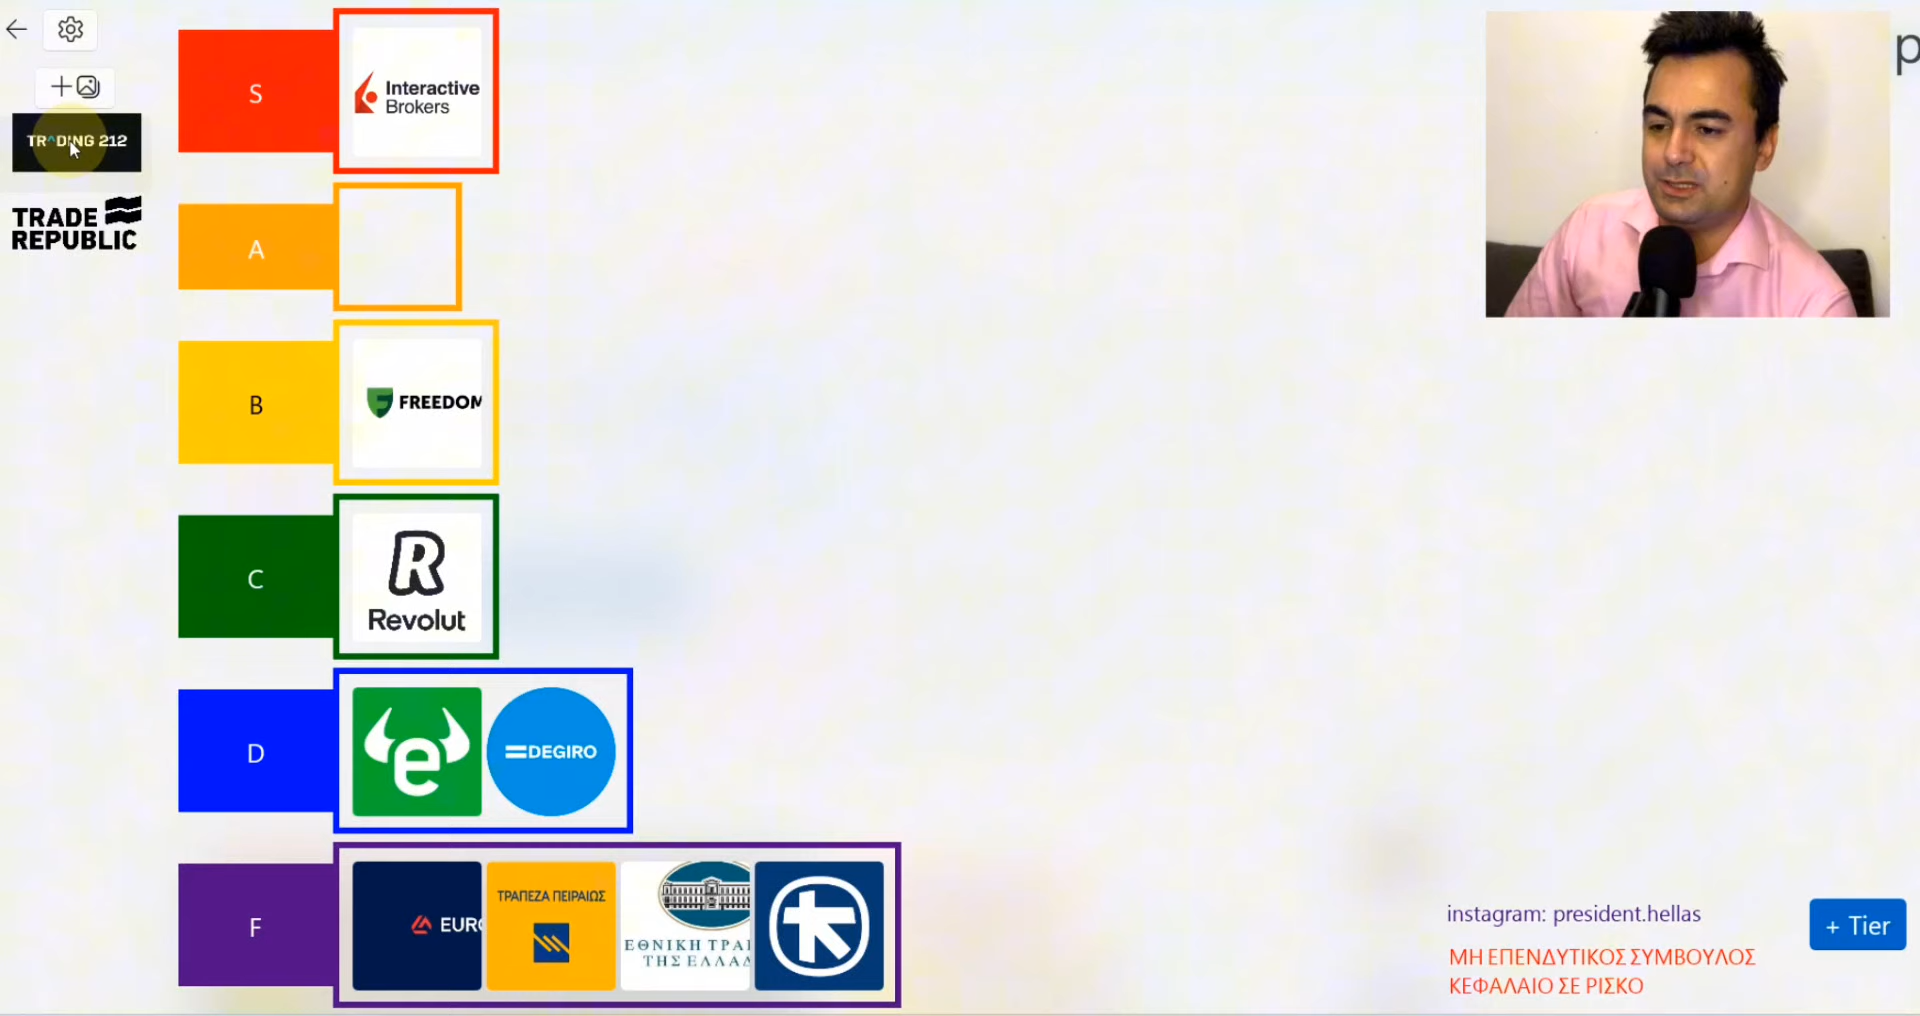 S
Interactive
Brokers
TRADING 212
TRADE
REPUBLIC
A
B
FREEDOM
C
R
Revolut
D
e
DEGIRO
F
EURO
ΤΡΑΠΕΖΑ ΠΕΙΡΑΙΩΣ
ΕΘΝΙΚΗ ΤΡΑΠ
ΤΗΣ ΕΛΛΑΔ
p
instagram: president.hellas
ΜΗ ΕΠΕΝΔΥΤΙΚΟΣ ΣΥΜΒΟΥΛΟΣ
ΚΕΦΑΛΑΙΟ ΣΕ ΡΙΣΚΟ
+ Tier